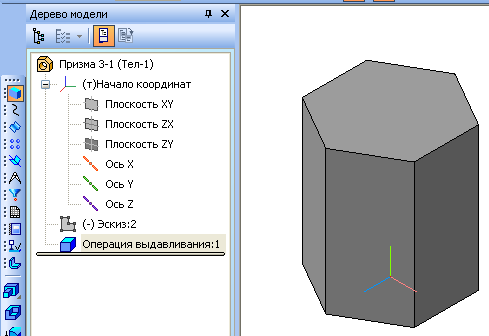 Дерево модели
Призма 3-1 (Тел-1)
(т)Начало координат
Плоскость XY
Плоскость ZX
Плоскость ZY
Ось X
Ось Y
Ось Z
(-) Эскиз:2
Операция выдавливания:1